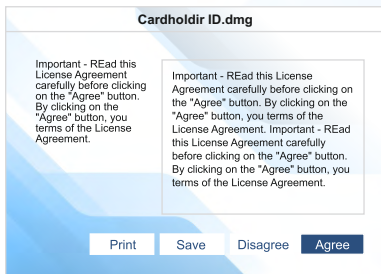 Cardholdir ID.dmg
Important - REad this
License Agreement
carefully before clicking
on the "Agree" button.
By clicking on the
"Agree" button, you
terms of the License
Agreement.
Important - REad this License
Agreement carefully before clicking on
the "Agree" button. By clicking on the
"Agree" button, you terms of the
License Agreement. Important - REad
this License Agreement carefully
before clicking on the "Agree" button.
By clicking on the "Agree" button, you
terms of the License Agreement.
Print Save Disagree Agree